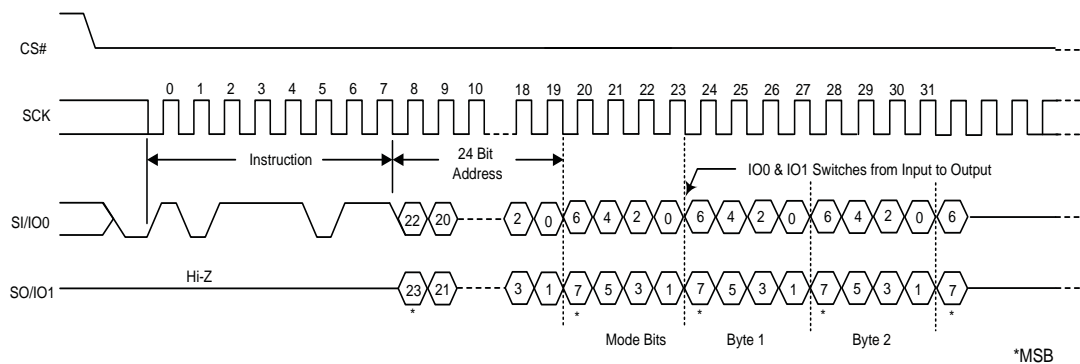 CS#
0 1 2 3 4 5 6 7 8 9 10 18 19 20 21 22 23 24 25 26 27 28 29 30 31
SCK
Instruction
24 Bit
Address
IO0 & IO1 Switches from Input to Output
SI/IO0
22 20 2 0 6 4 2 0 6 4 2 0 6 4 2 0 6
Hi-Z
SO/IO1
23 21 3 1 7 5 3 1 7 5 3 1 7 5 3 1 7
* * * * *
Mode Bits Byte 1 Byte 2
*MSB